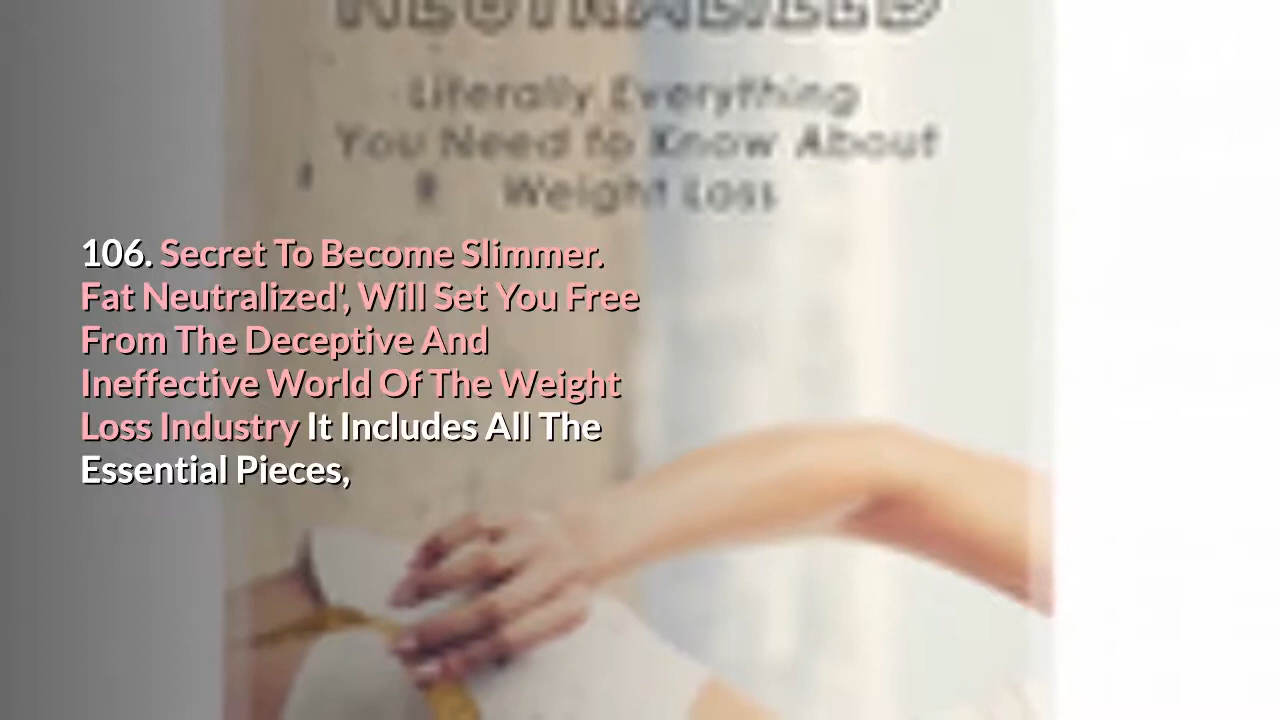 NEUTRALIZED
Literally Everything
You Need to Know About
Weight Loss
106. Secret To Become Slimmer.
Fat Neutralized', Will Set You Free
From The Deceptive And
Ineffective World Of The Weight
Loss Industry It Includes All The
Essential Pieces,